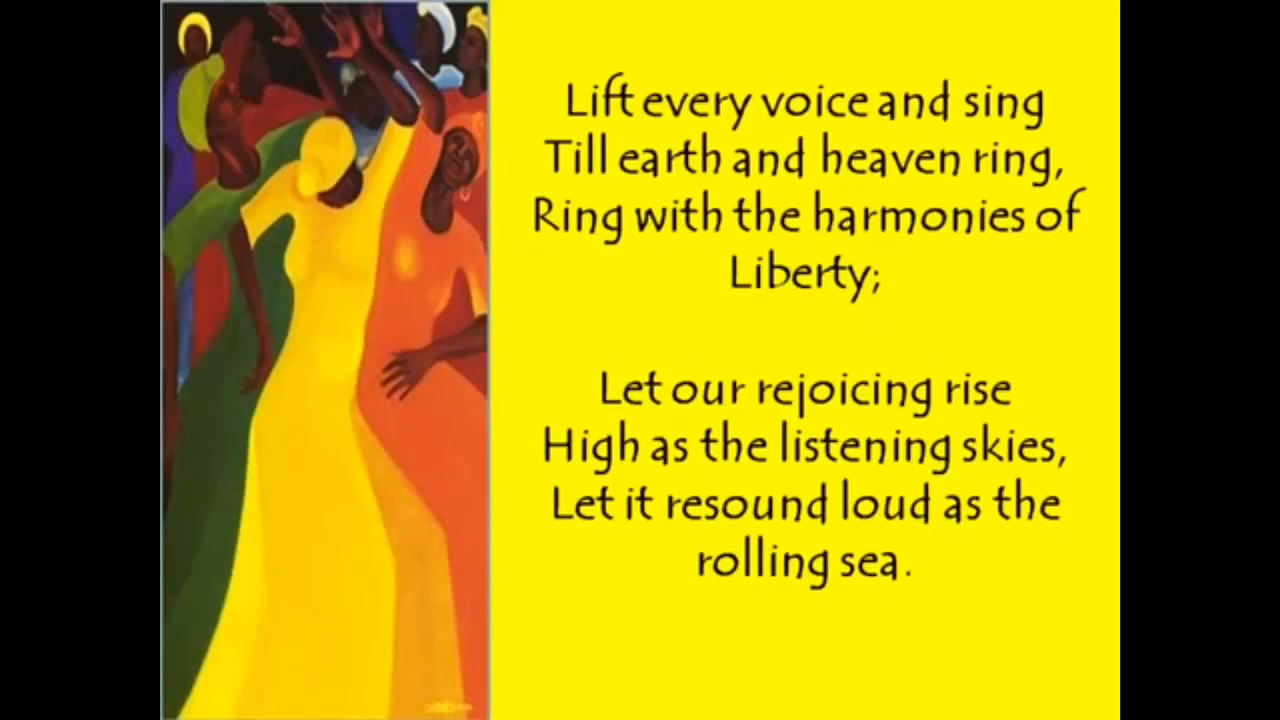 Lift every voice and sing
Till earth and heaven ring,
Ring with the harmonies of
Liberty;
Let our rejoicing rise
High as the listening skies,
Let it resound loud as the
rolling sea.